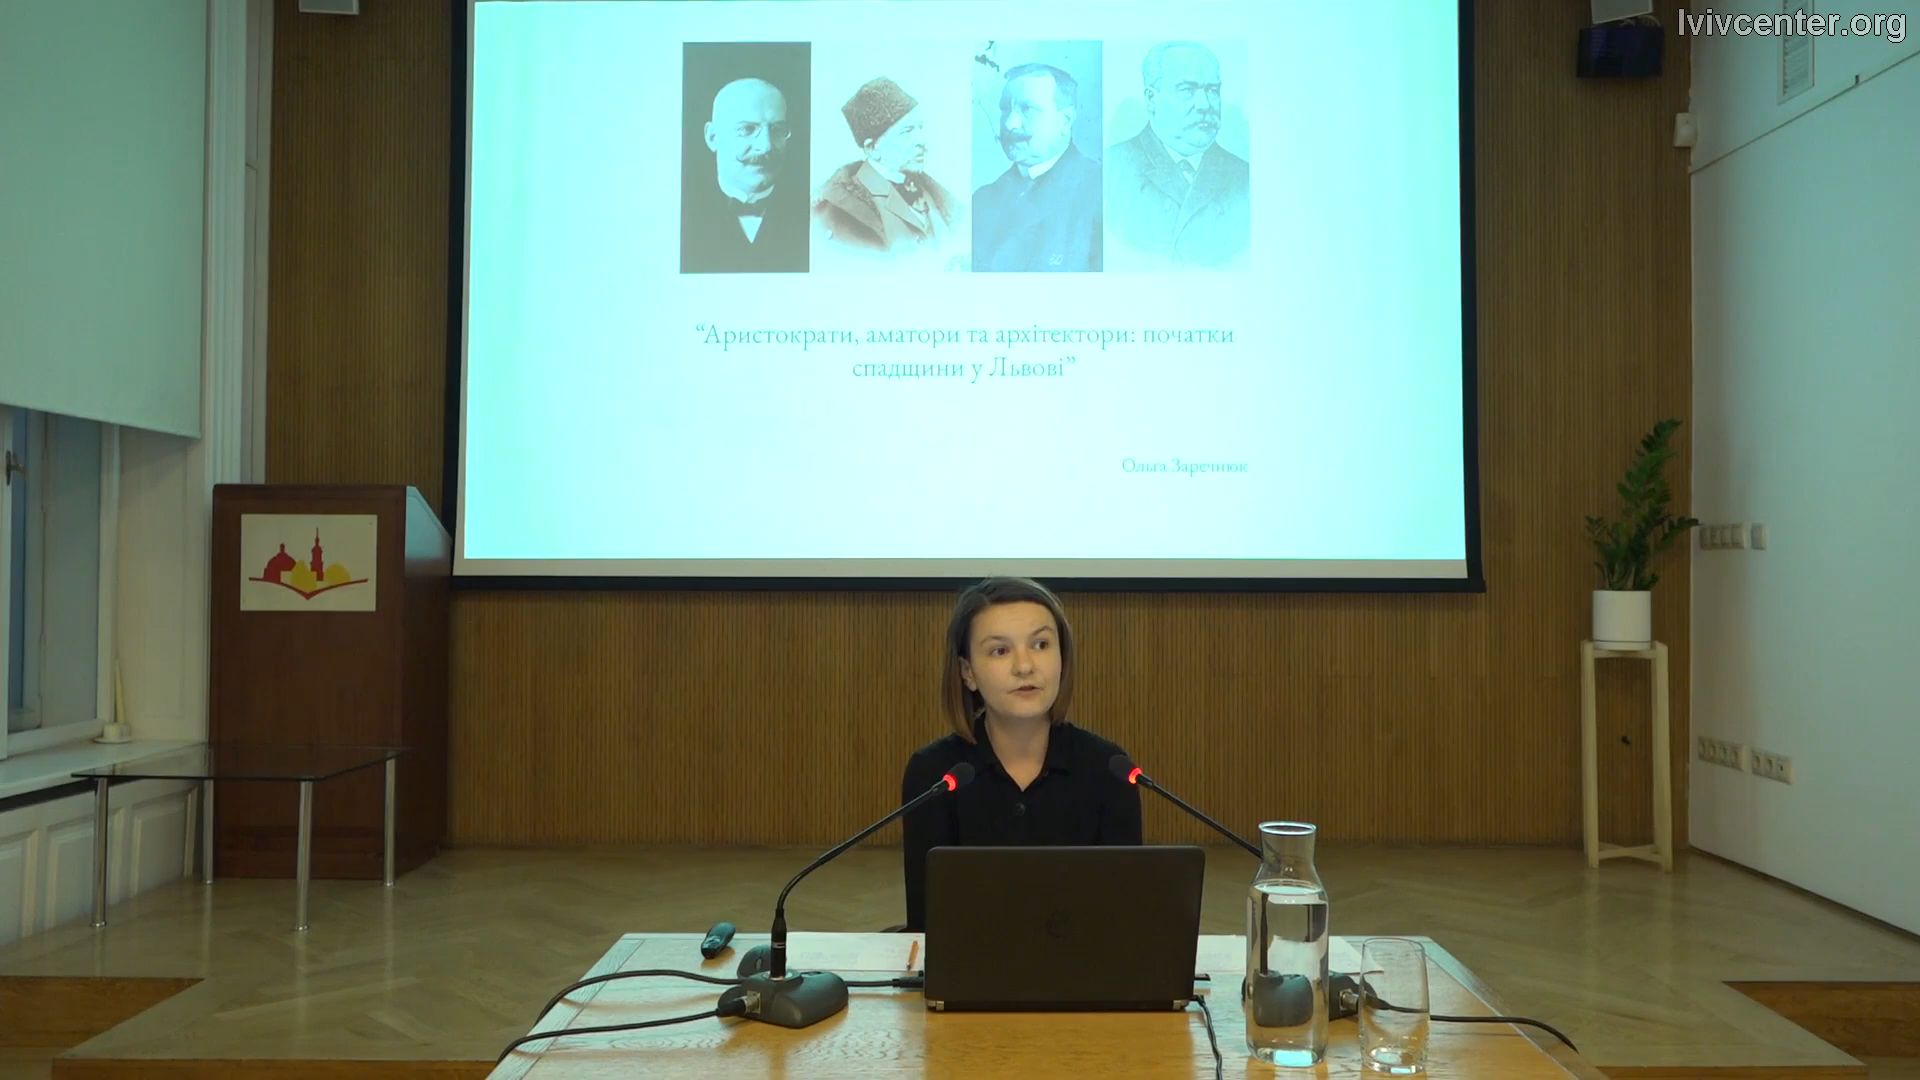 lvivcenter.org
“Аристократи, аматори та архітектори: початки
спадщини у Львові”
Ольга Заречнюк